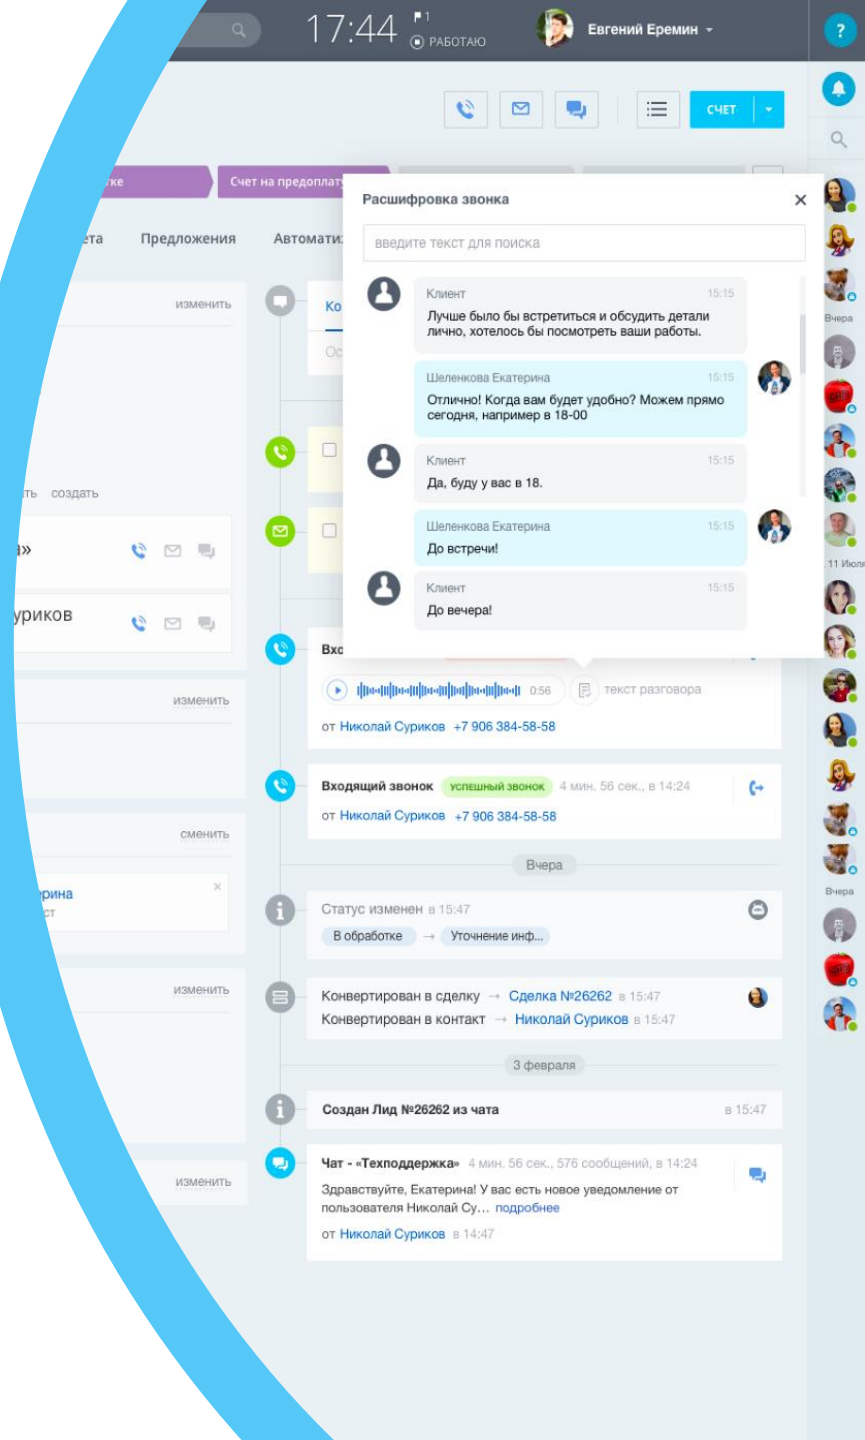 17:44
1
РАБОТАЮ
Евгений Еремин
?
СЧЕТ
Счет на предоплат
Предложения
Автомати
изменить
Расшифровка звонка
введите текст для поиска
Клиент 15:15
Лучше было бы встретиться и обсудить детали
лично, хотелось бы посмотреть ваши работы.
Шеленкова Екатерина 15:15
Отлично! Когда вам будет удобно? Можем прямо
сегодня, например в 18-00
Клиент 15:15
Да, буду у вас в 18.
Шеленкова Екатерина 15:15
До встречи!
Клиент 15:15
До вечера!
Вчера
11 Июля
создать
уриков
Вхо
0:56 текст разговора
от Николай Суриков +7 906 384-58-58
изменить
Входящий звонок УСПЕШНЫЙ ЗВОНОК 4 мин. 56 сек., в 14:24
от Николай Суриков +7 906 384-58-58
сменить
Вчера
ерина
ст
Статус изменен в 15:47
В обработке → Уточнение инф...
Вчера
изменить
Конвертирован в сделку → Сделка №26262 в 15:47
Конвертирован в контакт → Николай Суриков в 15:47
3 февраля
Создан Лид №26262 из чата в 15:47
изменить
Чат - «Техподдержка» 4 мин. 56 сек., 576 сообщений, в 14:24
Здравствуйте, Екатерина! У вас есть новое уведомление от
пользователя Николай Су... подробнее
от Николай Суриков в 14:47